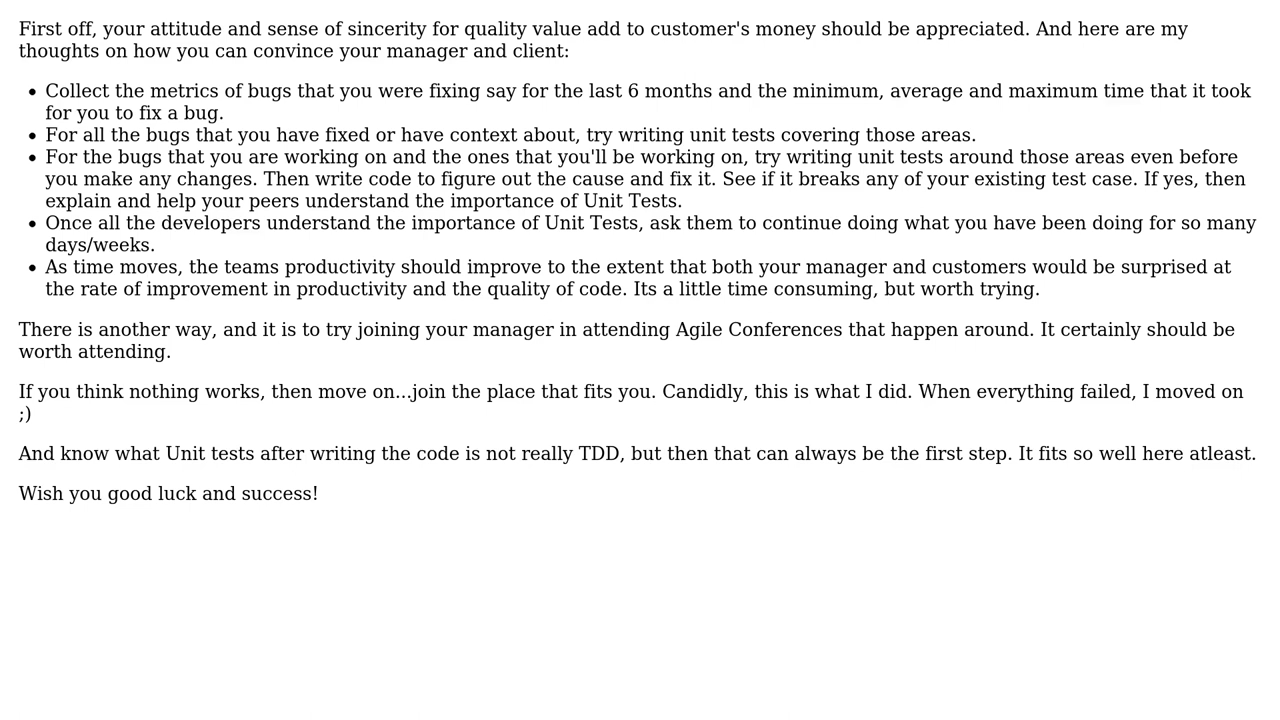 First off, your attitude and sense of sincerity for quality value add to customer's money should be appreciated. And here are my
thoughts on how you can convince your manager and client:
• Collect the metrics of bugs that you were fixing say for the last 6 months and the minimum, average and maximum time that it took
for you to fix a bug.
• For all the bugs that you have fixed or have context about, try writing unit tests covering those areas.
• For the bugs that you are working on and the ones that you'll be working on, try writing unit tests around those areas even before
you make any changes. Then write code to figure out the cause and fix it. See if it breaks any of your existing test case. If yes, then
explain and help your peers understand the importance of Unit Tests.
• Once all the developers understand the importance of Unit Tests, ask them to continue doing what you have been doing for so many
days/weeks.
• As time moves, the teams productivity should improve to the extent that both your manager and customers would be surprised at
the rate of improvement in productivity and the quality of code. Its a little time consuming, but worth trying.
There is another way, and it is to try joining your manager in attending Agile Conferences that happen around. It certainly should be
worth attending.
If you think nothing works, then move on...join the place that fits you. Candidly, this is what I did. When everything failed, I moved on
;)
And know what Unit tests after writing the code is not really TDD, but then that can always be the first step. It fits so well here atleast.
Wish you good luck and success!